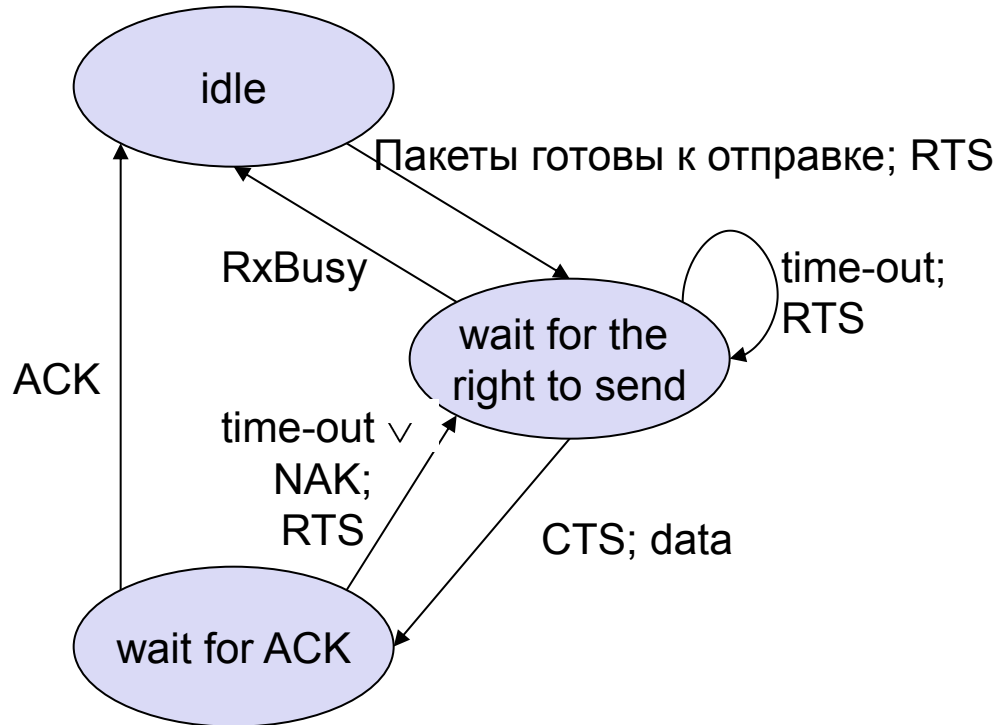 idle
Пакеты готовы к отправке; RTS
RxBusy
time-out;
RTS
wait for the
right to send
ACK
time-out ∨
NAK;
RTS
CTS; data
wait for ACK